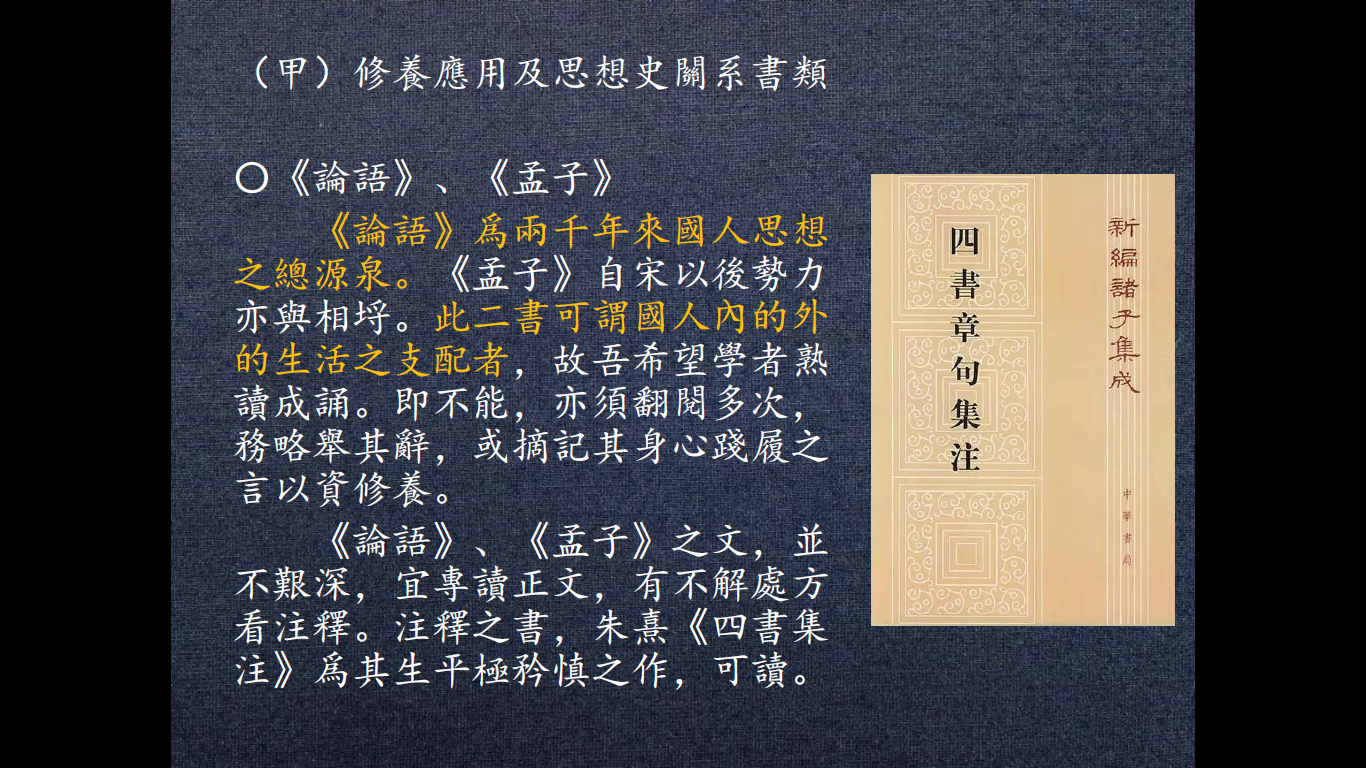 （甲）修養應用及思想史關系書類
〇《論語》、《孟子》
《論語》爲兩千年來國人思想
之總源泉。《孟子》自宋以後勢力
亦與相埒。此二書可謂國人內的外
的生活之支配者，故吾希望學者熟
讀成誦。即不能，亦須翻閱多次，
務略舉其辭，或摘記其身心踐履之
言以資修養。
《論語》、《孟子》之文，並
不艱深，宜專讀正文，有不解處方
看注釋。注釋之書，朱熹《四書集
注》爲其生平極矜慎之作，可讀。
新編諸子集成
四書章句集注
中華書局